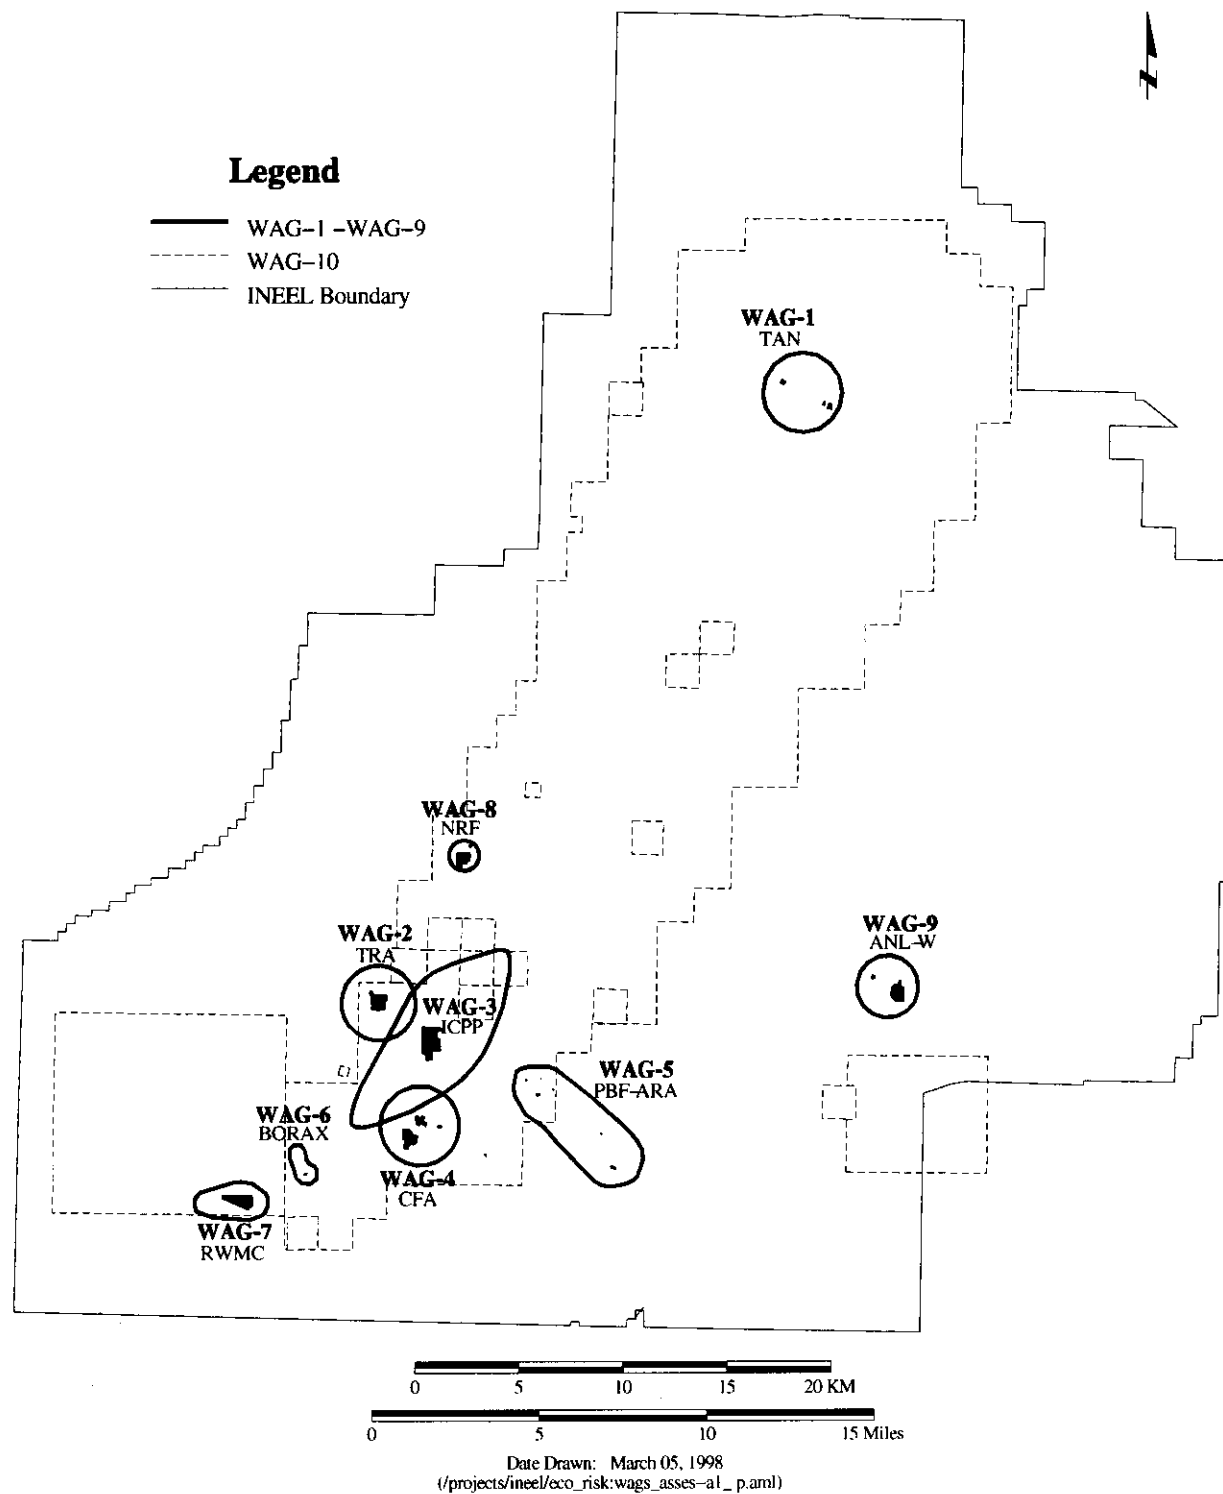 Legend
WAG-1 -WAG-9
WAG-10
INEEL Boundary
WAG-1
TAN
WAG-8
NRF
WAG-2
TRA
WAG-9
ANL-W
WAG-3
ICPP
WAG-5
PBF-ARA
WAG-6
BORAX
WAG-4
CFA
WAG-7
RWMC
0 5 10 15 20 KM
0 5 10 15 Miles
Date Drawn: March 05, 1998
(/projects/ineel/eco_risk:wags_asses-a1_p.aml)